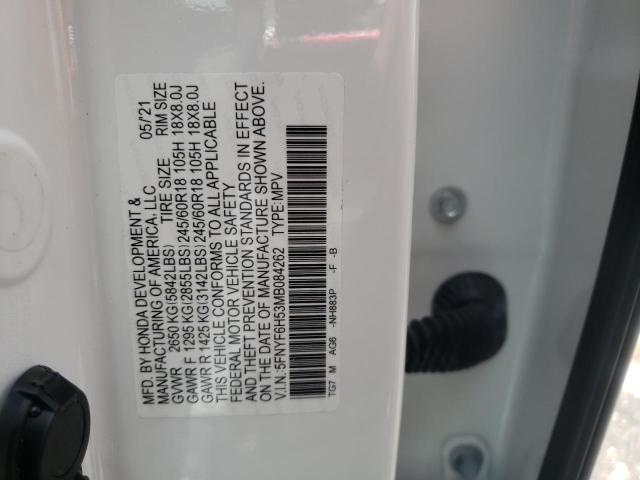 MFD. BY HONDA DEVELOPMENT & 05/21
MANUFACTURING OF AMERICA, LLC
GVWR 2650 KG(5842LBS) TIRE SIZE RIM SIZE
GAWR F 1295 KG(2855LBS) 245/60R18 105H 18X8.0J
GAWR R 1425 KG(3142LBS) 245/60R18 105H 18X8.0J
THIS VEHICLE CONFORMS TO ALL APPLICABLE
FEDERAL MOTOR VEHICLE SAFETY
AND THEFT PREVENTION STANDARDS IN EFFECT
ON THE DATE OF MANUFACTURE SHOWN ABOVE.
V.I.N:5FNYF6H53MB084262 TYPE:MPV
TG7 M AG6 -NH883P -F -B